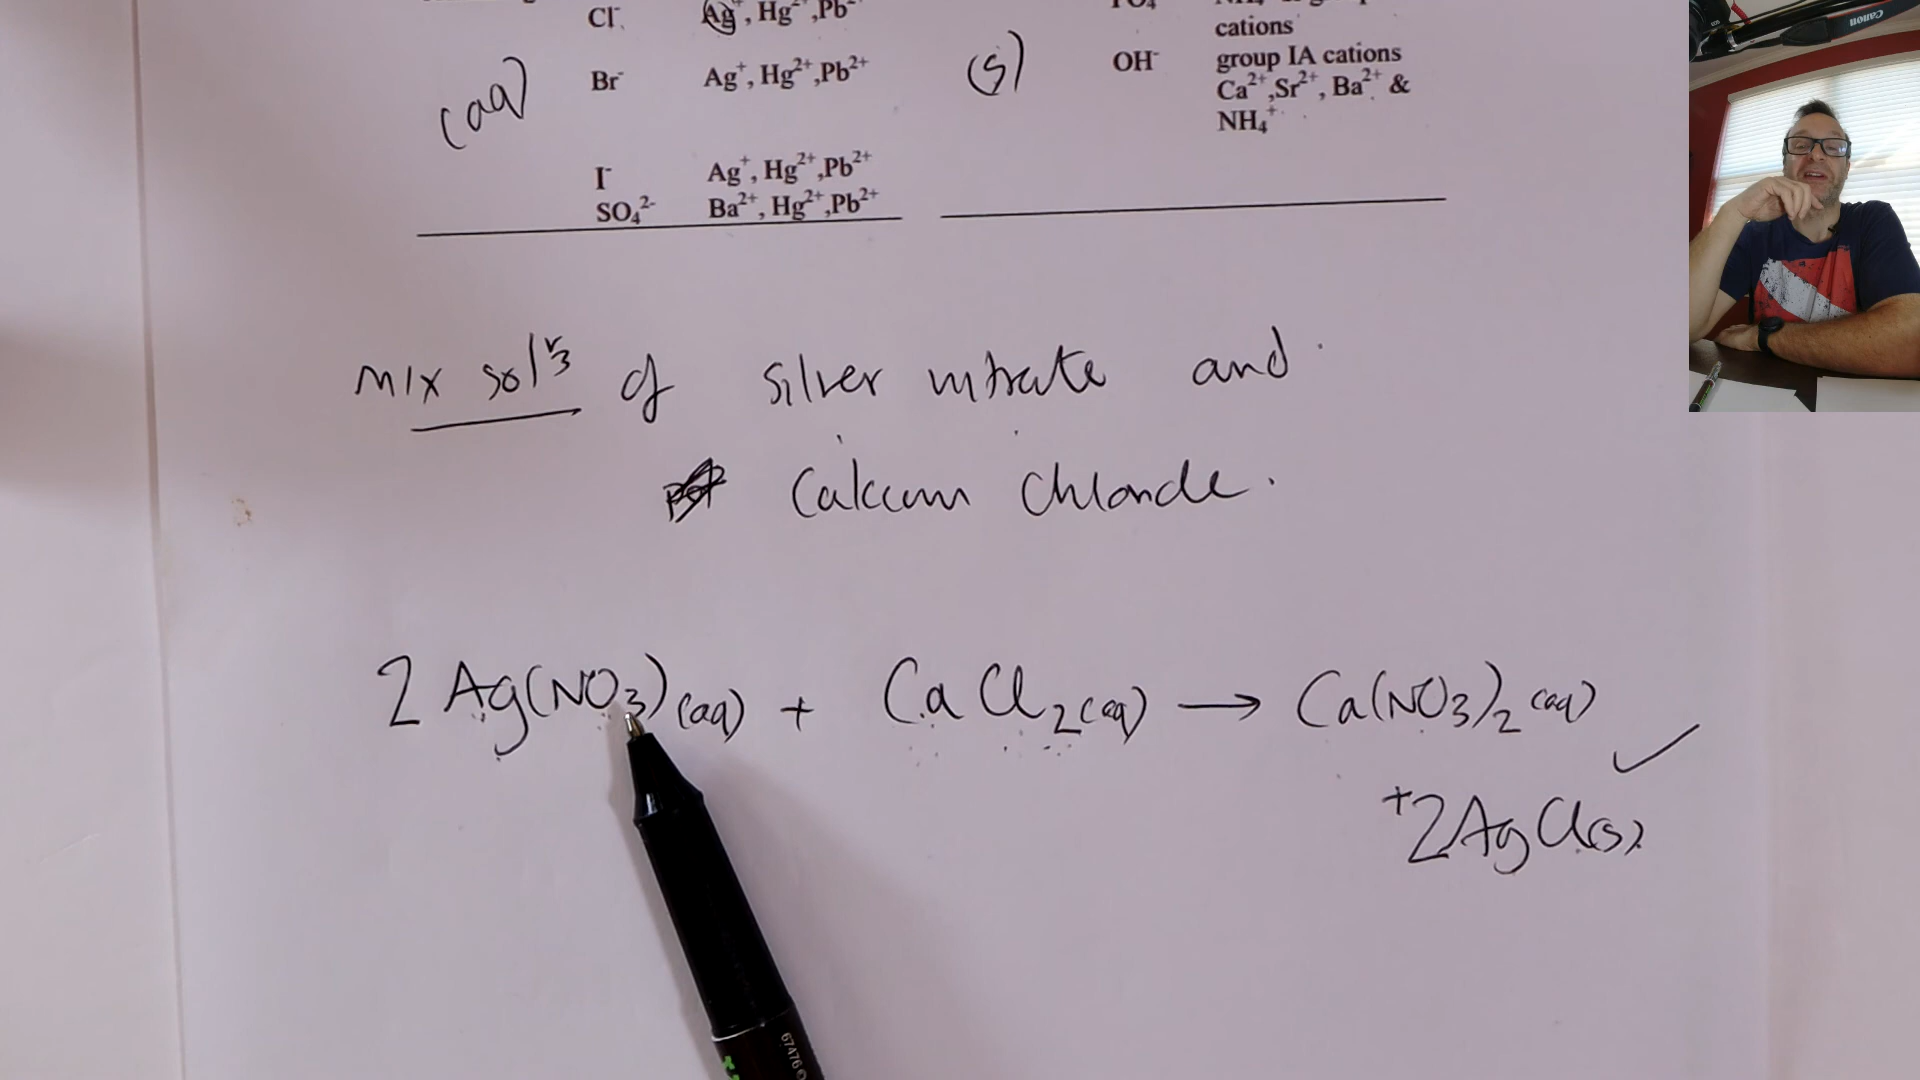 Cl⁻ Ag⁺, Hg²⁺,Pb²⁺
cations
(aq) Br⁻ Ag⁺, Hg²⁺,Pb²⁺
(s) OH⁻ group IA cations
Ca²⁺,Sr²⁺, Ba²⁺ &
NH₄⁺
I⁻ Ag⁺, Hg²⁺,Pb²⁺
SO₄²⁻ Ba²⁺, Hg²⁺,Pb²⁺
mix of silver nitrate and
Calcium Chloride.
2 Ag(NO₃)(aq) + CaCl₂(aq) → Ca(NO₃)₂(aq)
+2AgCl(s)
67476
Canon